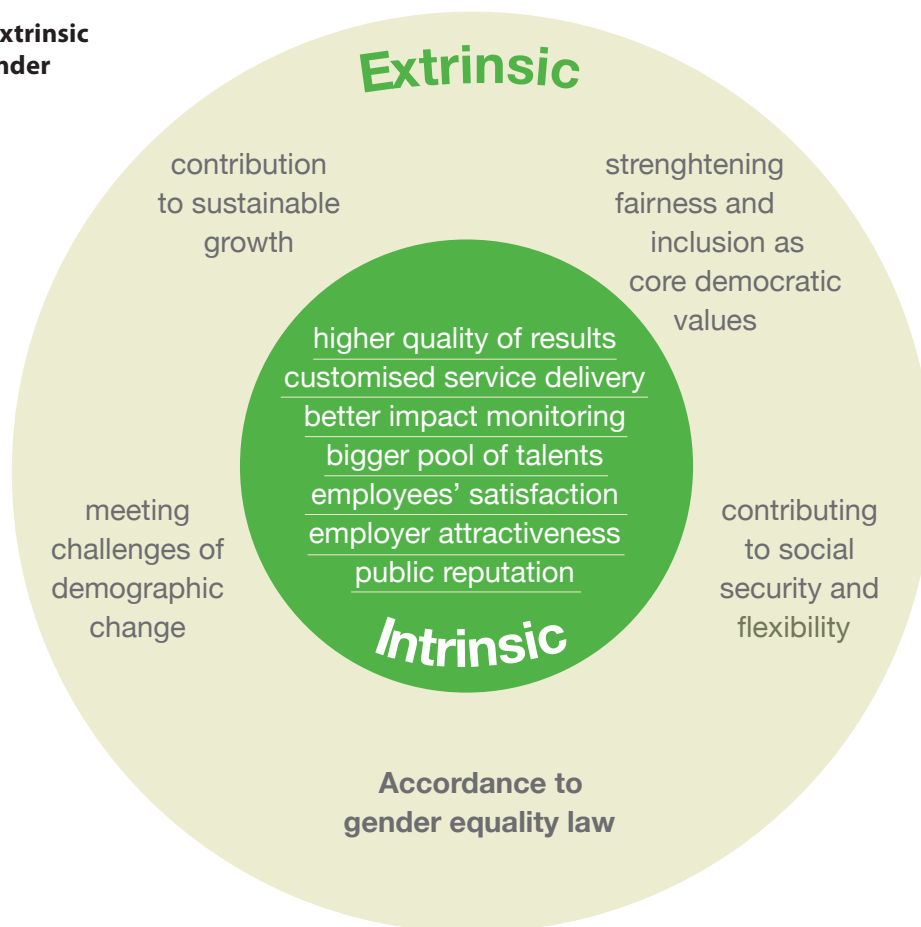 xtrinsic
nder
Extrinsic
contribution
to sustainable
growth
strenghtening
fairness and
inclusion as
core democratic
values
higher quality of results
customised service delivery
better impact monitoring
bigger pool of talents
employees’ satisfaction
employer attractiveness
public reputation
Intrinsic
meeting
challenges of
demographic
change
contributing
to social
security and
flexibility
Accordance to
gender equality law